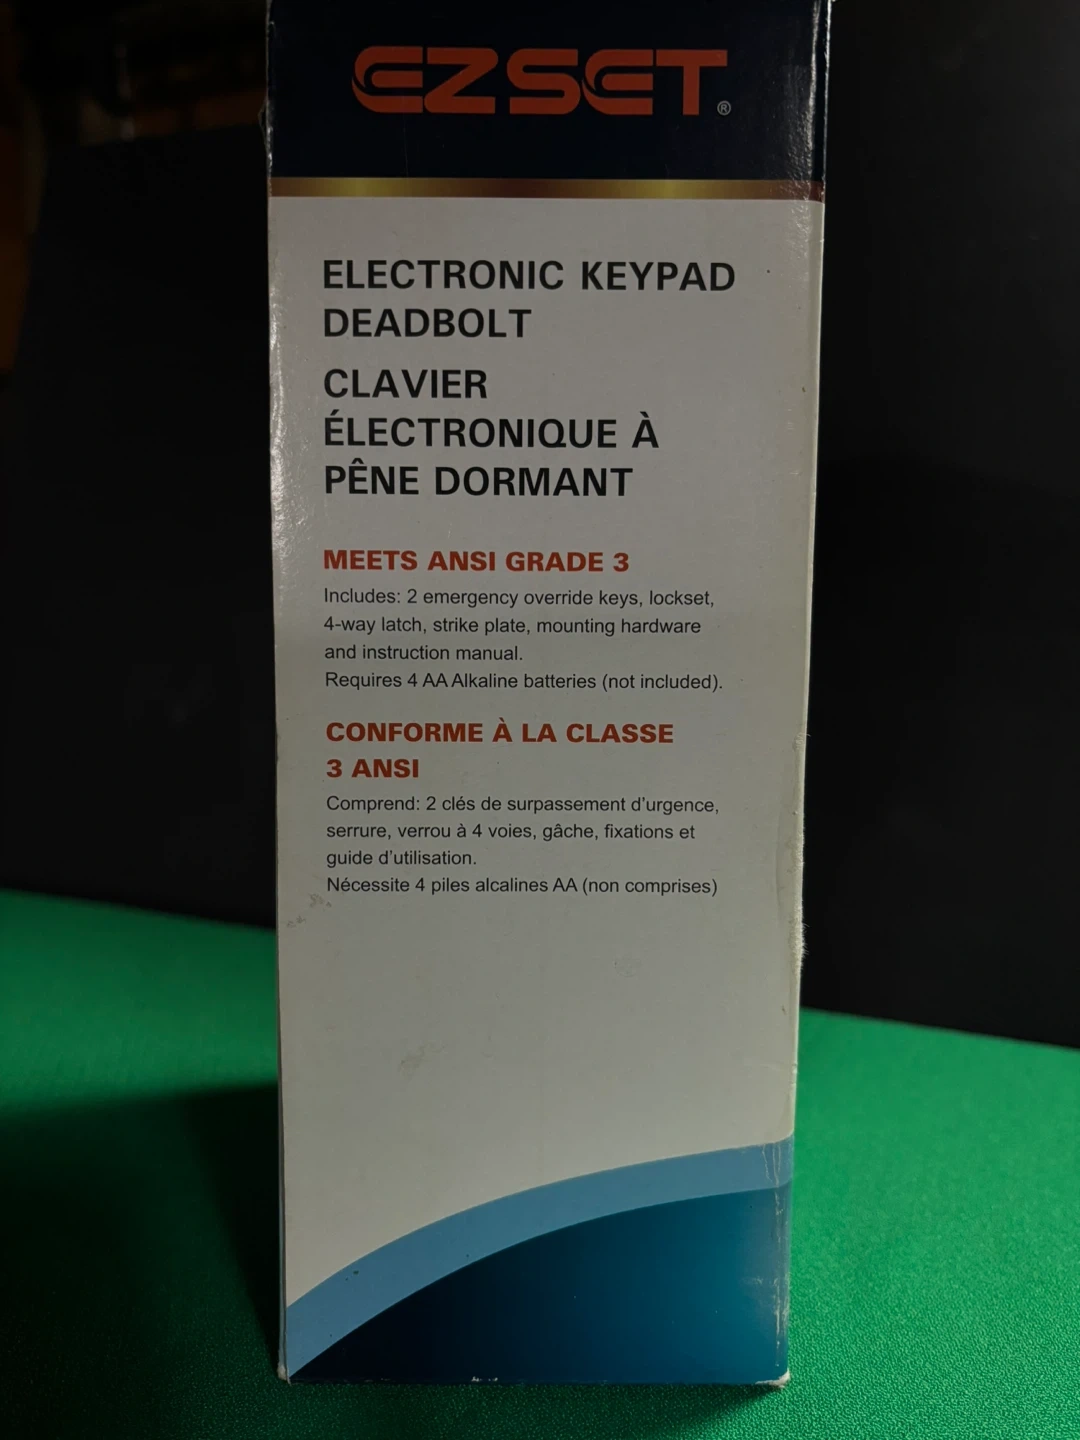 EZSET®
ELECTRONIC KEYPAD
DEADBOLT
CLAVIER
ÉLECTRONIQUE À
PÊNE DORMANT
MEETS ANSI GRADE 3
Includes: 2 emergency override keys, lockset,
4-way latch, strike plate, mounting hardware
and instruction manual.
Requires 4 AA Alkaline batteries (not included).
CONFORME À LA CLASSE
3 ANSI
Comprend: 2 clés de surpassement d'urgence,
serrure, verrou à 4 voies, gâche, fixations et
guide d'utilisation.
Nécessite 4 piles alcalines AA (non comprises)